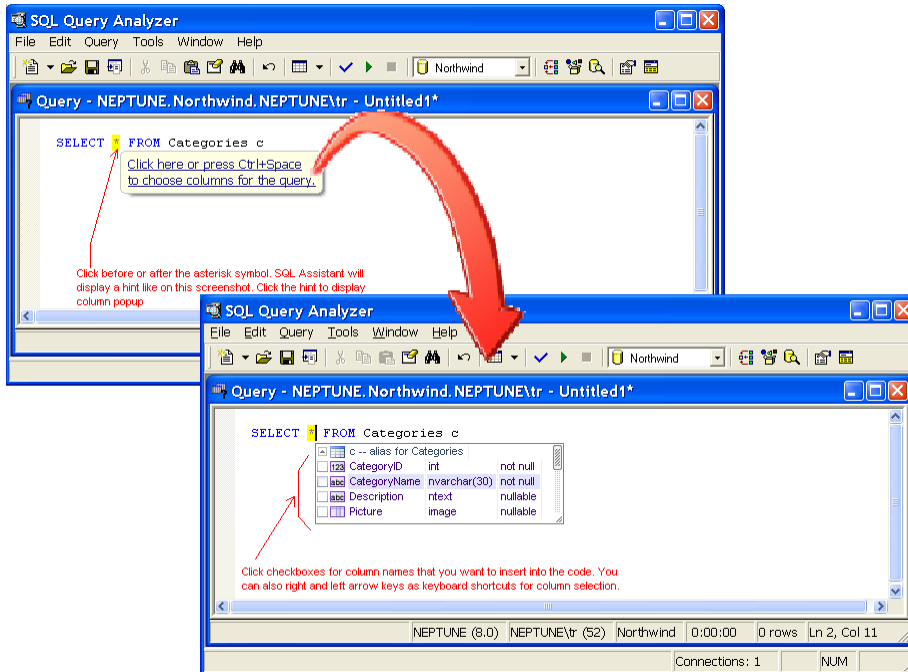 SQL Query Analyzer
File Edit Query Tools Window Help
Northwind
Query - NEPTUNE.Northwind.NEPTUNE\tr - Untitled1*
SELECT * FROM Categories c
Click here or press Ctrl+Space
to choose columns for the query.
Click before or after the asterisk symbol. SQL Assistant will
display a hint like on this screenshot. Click the hint to display
column popup
SQL Query Analyzer
File Edit Query Tools Window Help
Northwind
Query - NEPTUNE.Northwind.NEPTUNE\tr - Untitled1*
SELECT * FROM Categories c
c -- alias for Categories
123 CategoryID int not null
abc CategoryName nvarchar(30) not null
abc Description ntext nullable
Picture image nullable
Click checkboxes for column names that you want to insert into the code. You
can also right and left arrow keys as keyboard shortcuts for column selection.
NEPTUNE (8.0) NEPTUNE\tr (52) Northwind 0:00:00 0 rows Ln 2, Col 11
Connections: 1 NUM